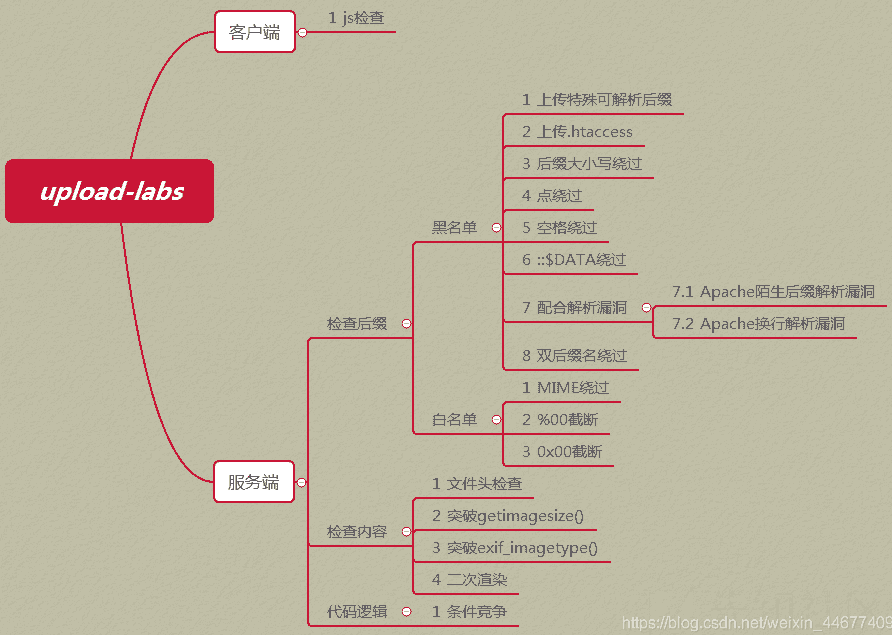 upload-labs
客户端
1 js检查
服务端
检查后缀
黑名单
1 上传特殊可解析后缀
2 上传.htaccess
3 后缀大小写绕过
4 点绕过
5 空格绕过
6 ::$DATA绕过
7 配合解析漏洞
7.1 Apache陌生后缀解析漏洞
7.2 Apache换行解析漏洞
8 双后缀名绕过
白名单
1 MIME绕过
2 %00截断
3 0x00截断
检查内容
1 文件头检查
2 突破getimagesize()
3 突破exif_imagetype()
4 二次渲染
代码逻辑
1 条件竞争
https://blog.csdn.net/weixin_44677409